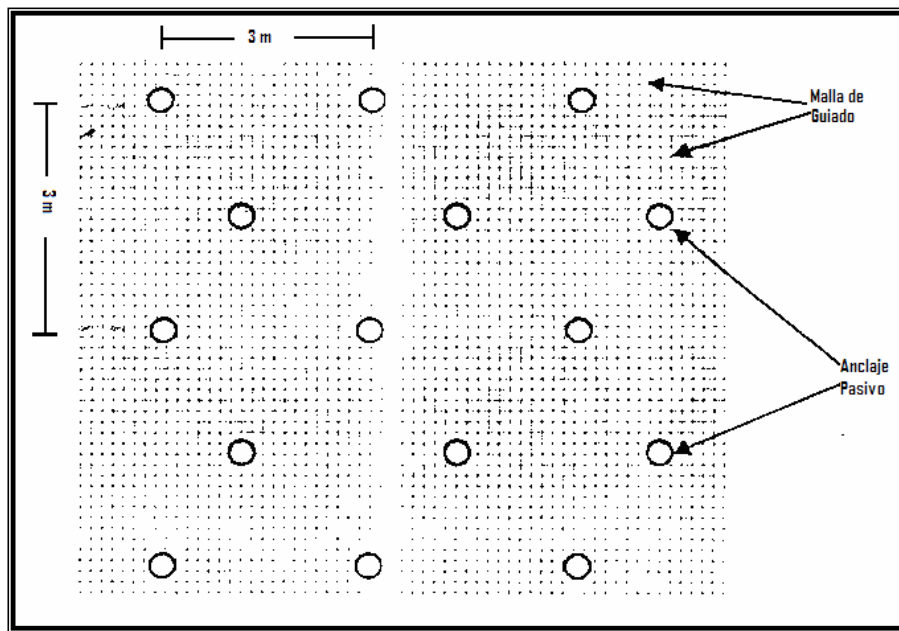 3 m
Malla de
Guiado
3 m
Anclaje
Pasivo